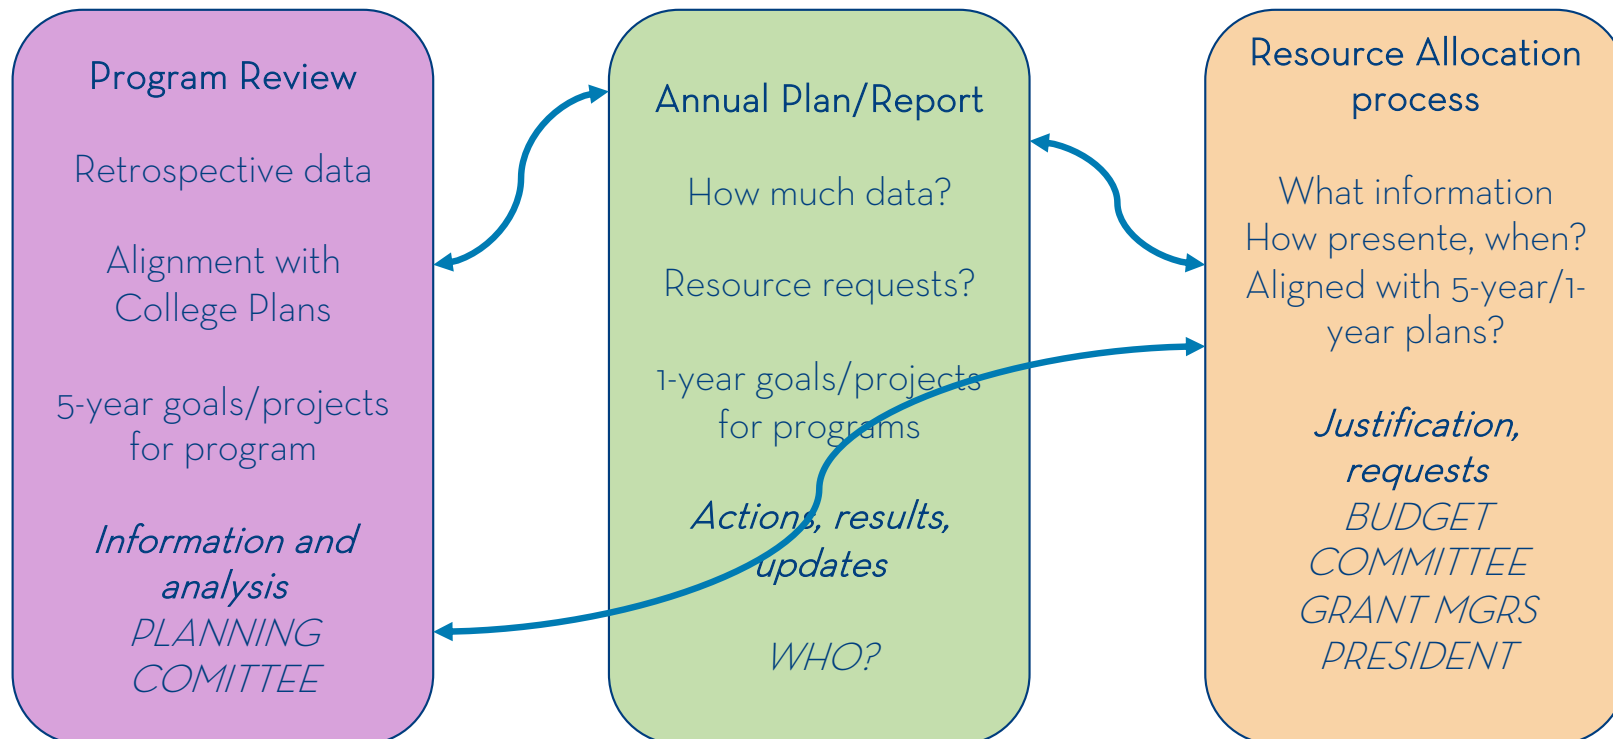 Program Review
Retrospective data
Alignment with
College Plans
5-year goals/projects
for program
Information and
analysis
PLANNING
COMITTEE
Annual Plan/Report
How much data?
Resource requests?
1-year goals/projects
for programs
Actions, results,
updates
WHO?
Resource Allocation
process
What information
How presente, when?
Aligned with 5-year/1-
year plans?
Justification,
requests
BUDGET
COMMITTEE
GRANT MGRS
PRESIDENT